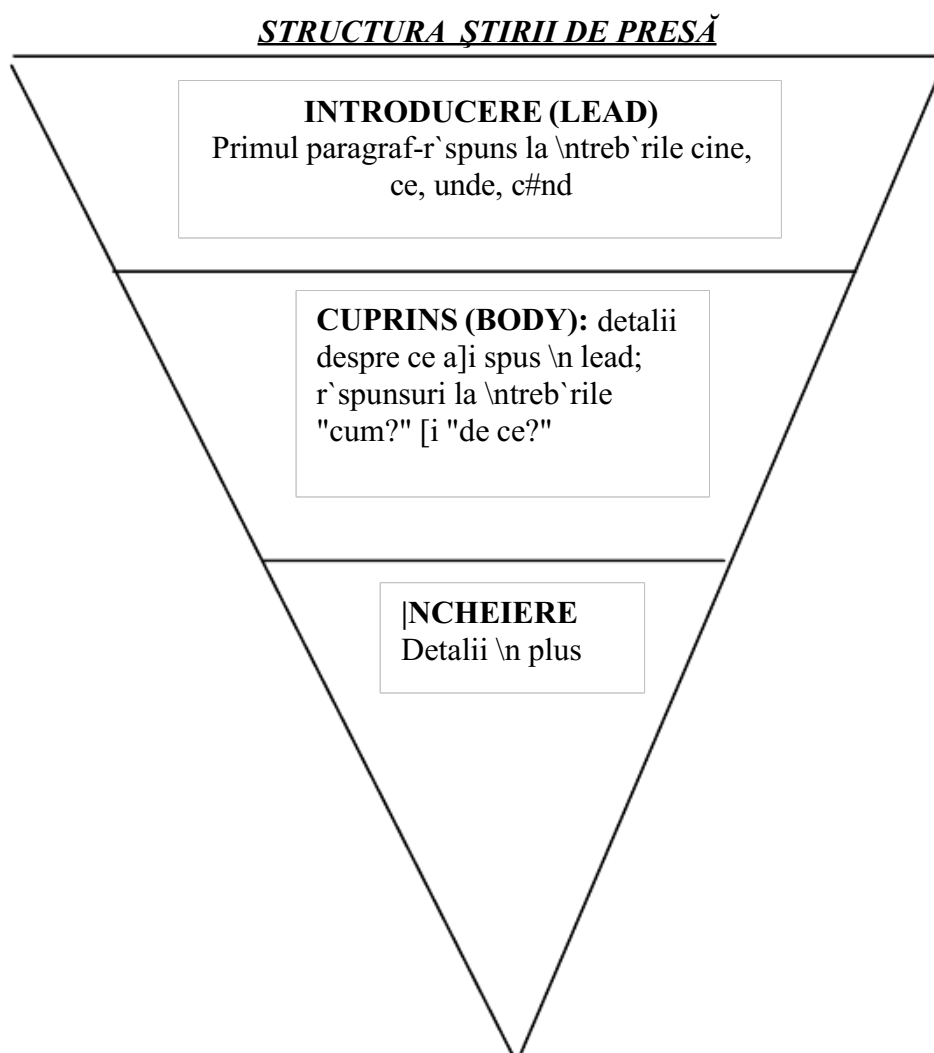 STRUCTURA ŞTIRII DE PRESĂ
INTRODUCERE (LEAD)
Primul paragraf-r`spuns la \ntreb`rile cine,
ce, unde, c#nd
CUPRINS (BODY): detalii
despre ce a]i spus \n lead;
r`spunsuri la \ntreb`rile
"cum?" [i "de ce?"
|NCHEIERE
Detalii \n plus